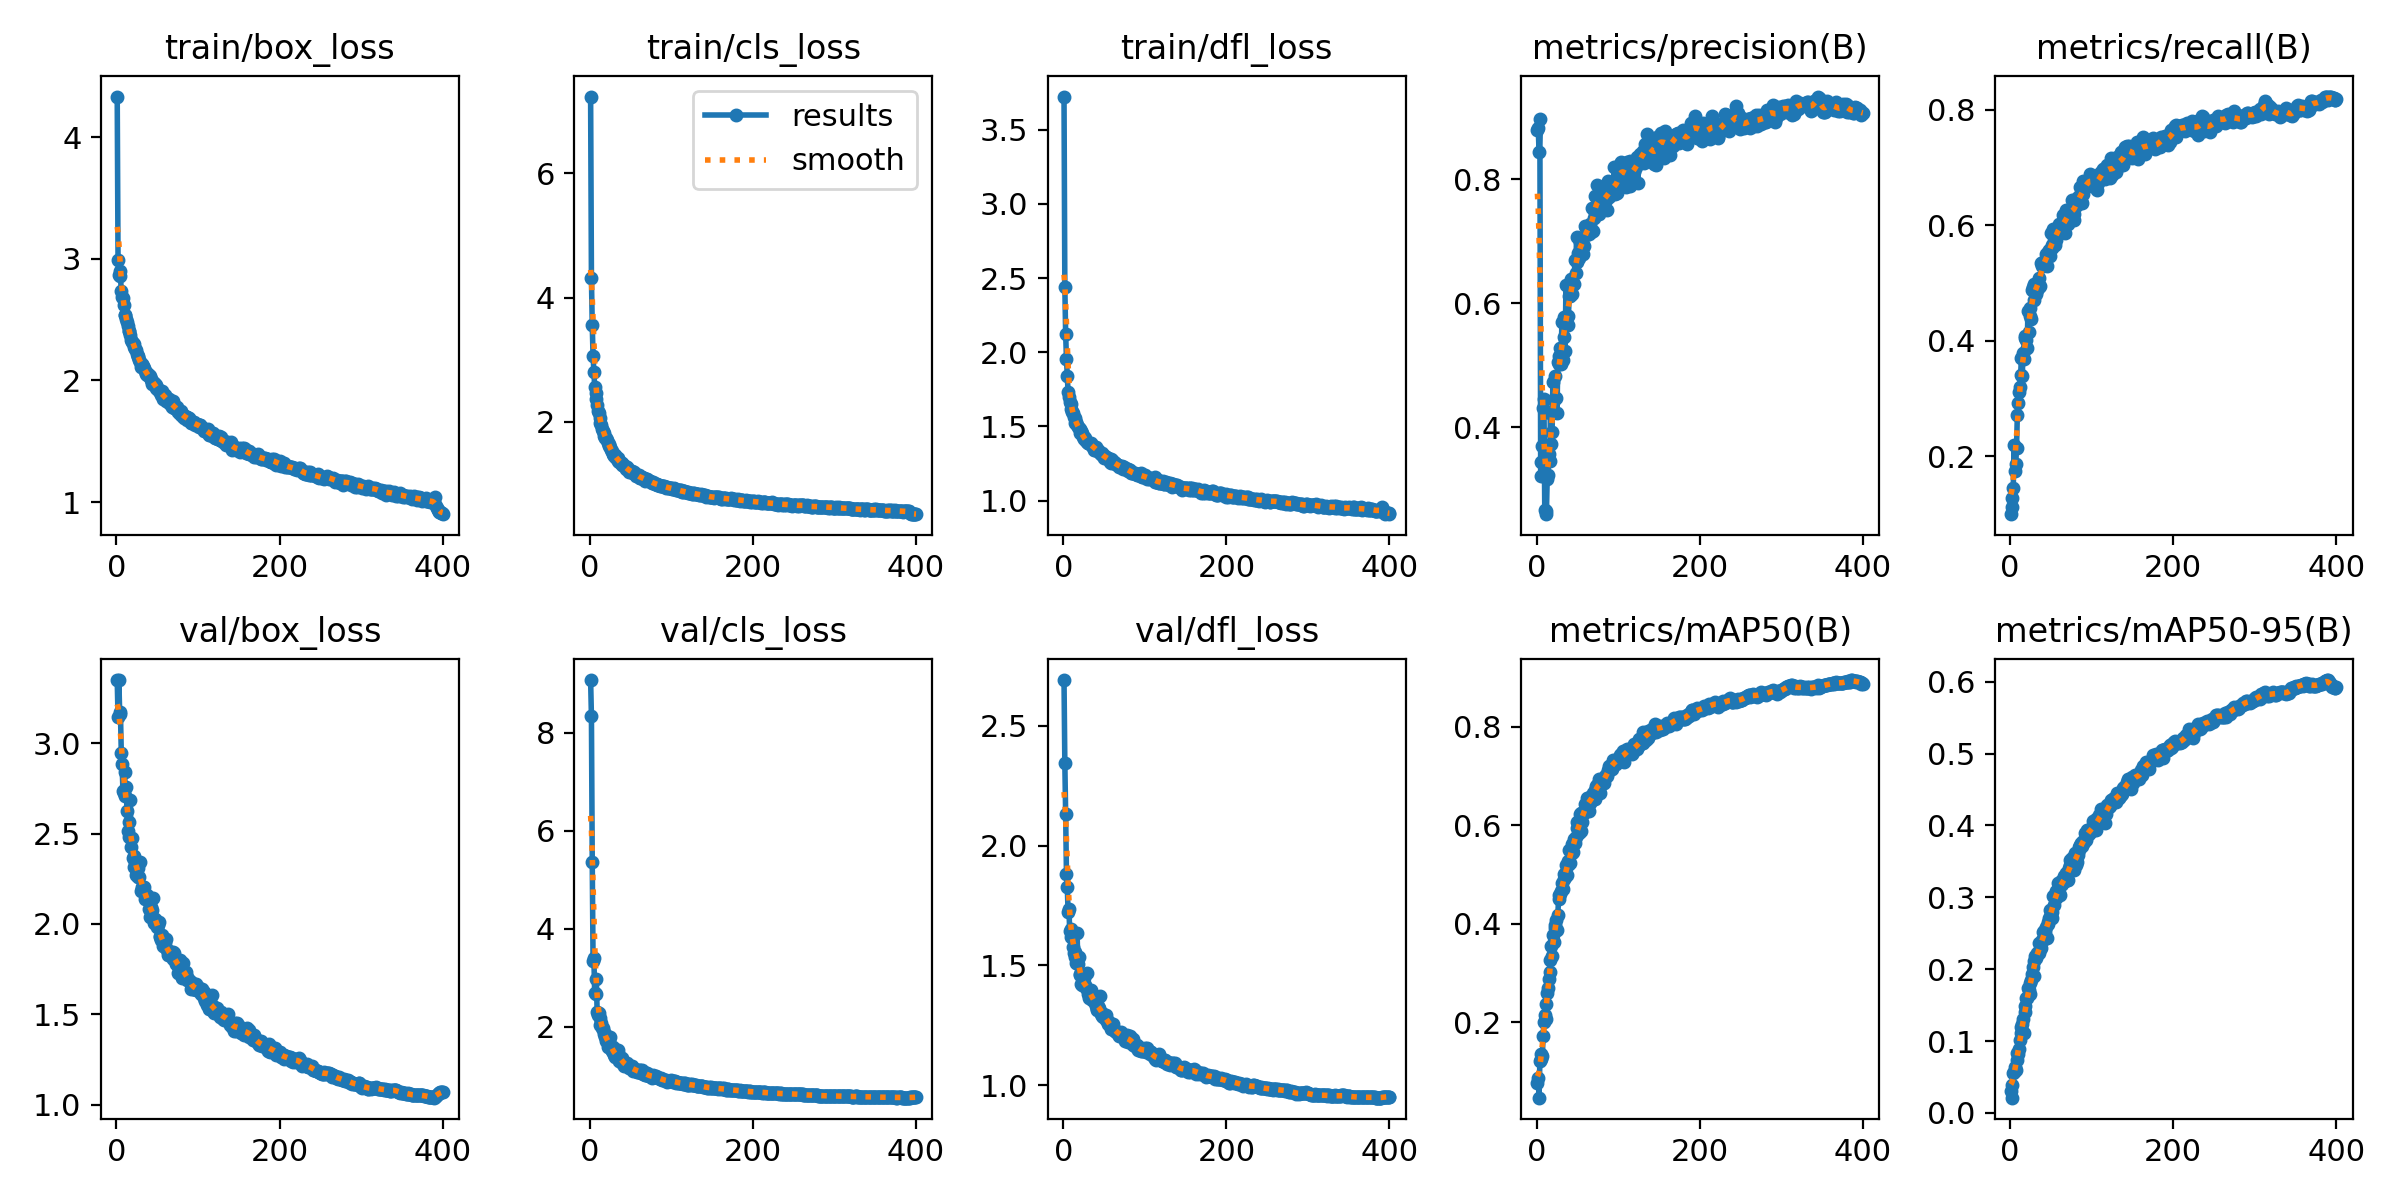 train/box_loss
train/cls_loss
train/dfl_loss
metrics/precision(B)
metrics/recall(B)
4
3
2
1
0 200 400
results
smooth
6
4
2
0 200 400
3.5
3.0
2.5
2.0
1.5
1.0
0 200 400
0.8
0.6
0.4
0 200 400
0.8
0.6
0.4
0.2
0 200 400
val/box_loss
val/cls_loss
val/dfl_loss
metrics/mAP50(B)
metrics/mAP50-95(B)
3.0
2.5
2.0
1.5
1.0
0 200 400
8
6
4
2
0 200 400
2.5
2.0
1.5
1.0
0 200 400
0.8
0.6
0.4
0.2
0 200 400
0.6
0.5
0.4
0.3
0.2
0.1
0.0
0 200 400